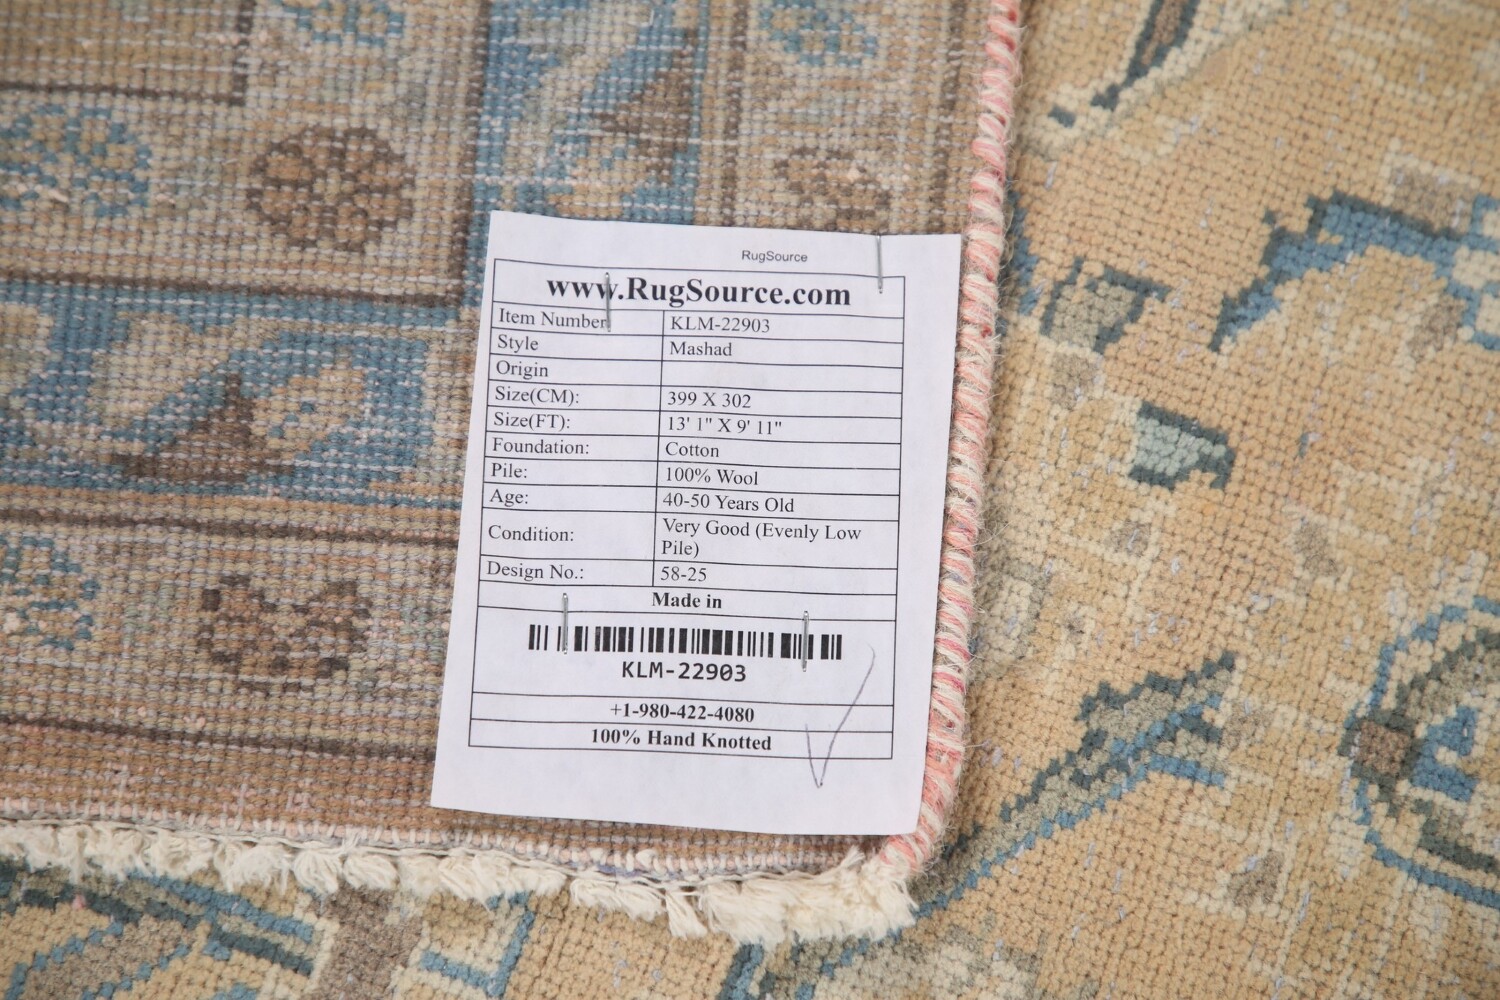 RugSource
www.RugSource.com
Item Number KLM-22903
Style Mashad
Origin
Size(CM): 399 X 302
Size(FT): 13' 1" X 9' 11"
Foundation: Cotton
Pile: 100% Wool
Age: 40-50 Years Old
Condition: Very Good (Evenly Low
Pile)
Design No.: 58-25
Made in
KLM-22903
+1-980-422-4080
100% Hand Knotted